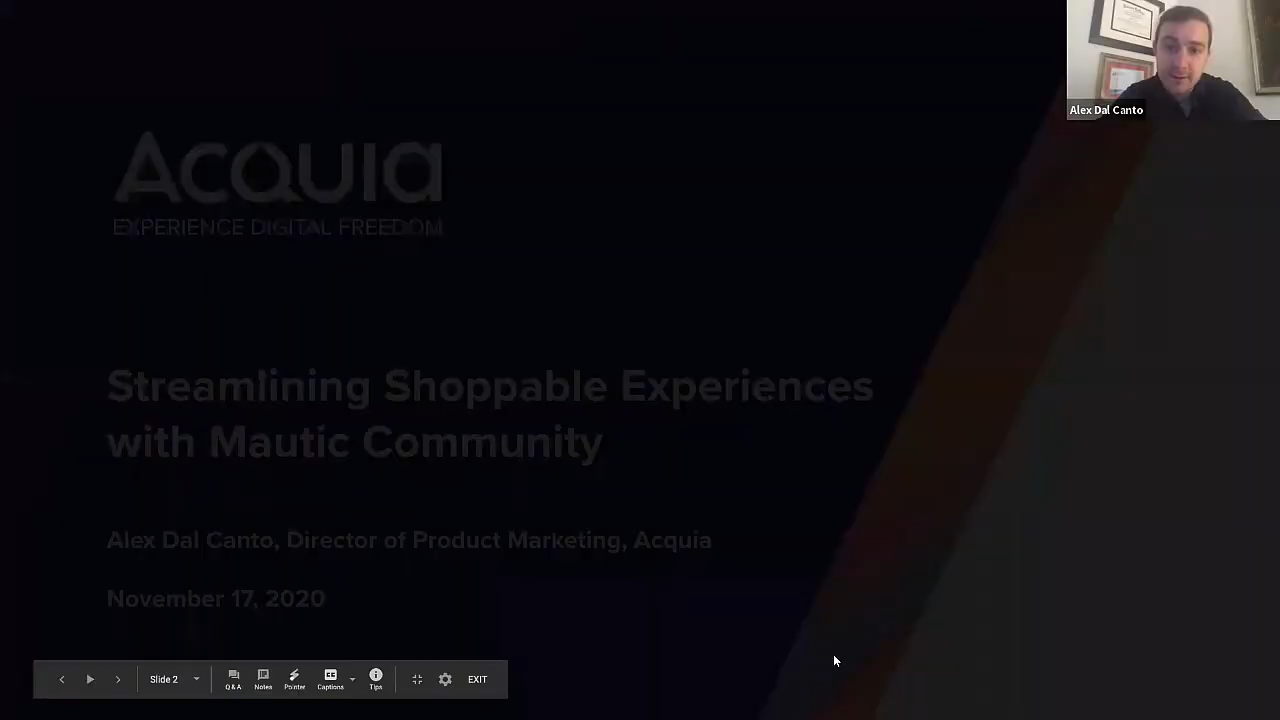 Alex Dal Canto
Acquia
EXPERIENCE DIGITAL FREEDOM
Streamlining Shoppable Experiences
with Mautic Community
Alex Dal Canto, Director of Product Marketing, Acquia
November 17, 2020
Slide 2
Q & A
Notes
Pointer
Captions
Tips
EXIT